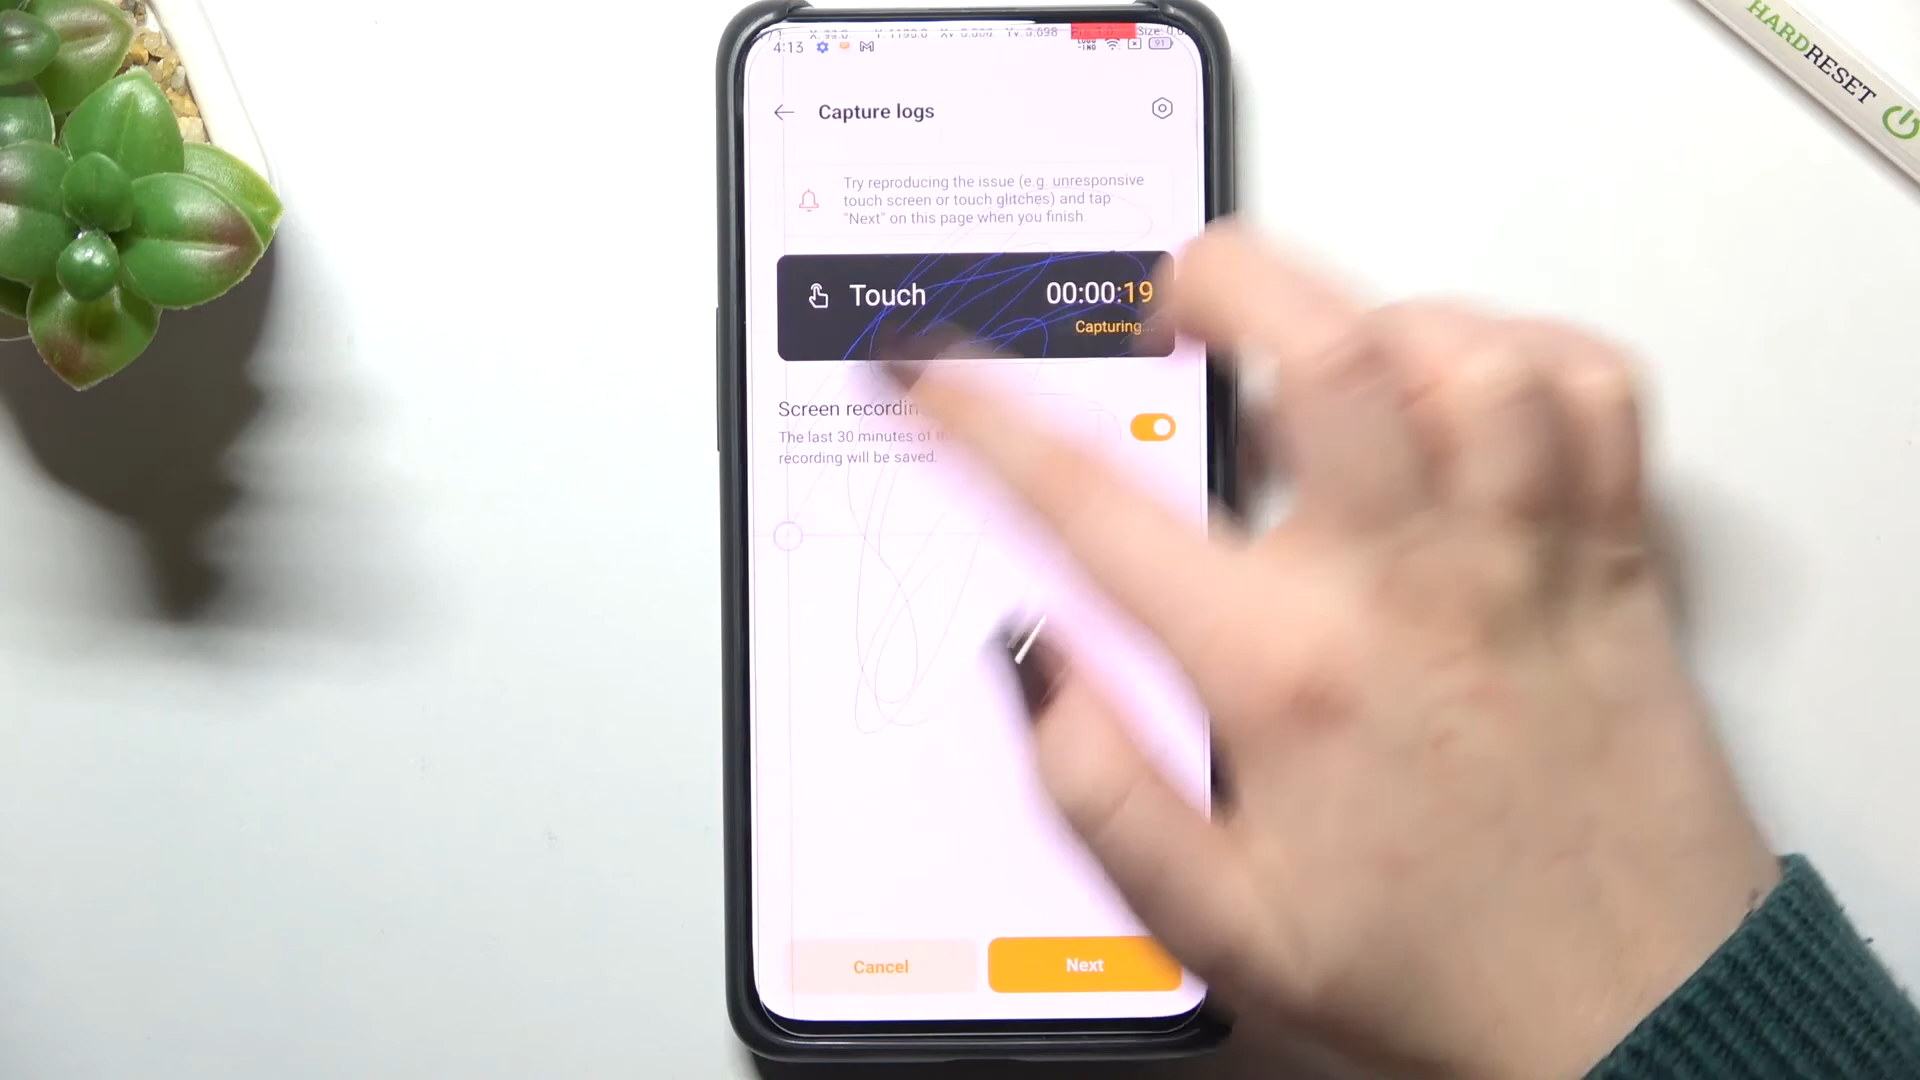 4:13
91
Capture logs
Try reproducing the issue (e.g. unresponsive
touch screen or touch glitches) and tap
"Next" on this page when you finish.
Touch
00:00:19
Capturing...
Screen recordin
The last 30 minutes of
recording will be saved.
Cancel
Next
HARDRESET